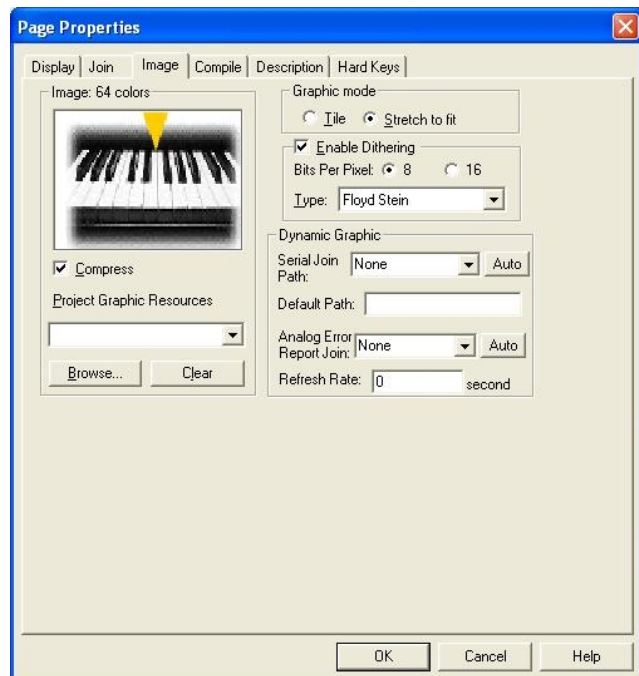 Page Properties
Display Join Image Compile Description Hard Keys
Image: 64 colors
Compress
Project Graphic Resources
Browse... Clear
Graphic mode
Tile Stretch to fit
Enable Dithering
Bits Per Pixel: 8 16
Type: Floyd Stein
Dynamic Graphic
Serial Join
Path: None Auto
Default Path:
Analog Error
Report Join: None Auto
Refresh Rate: 0 second
OK Cancel Help